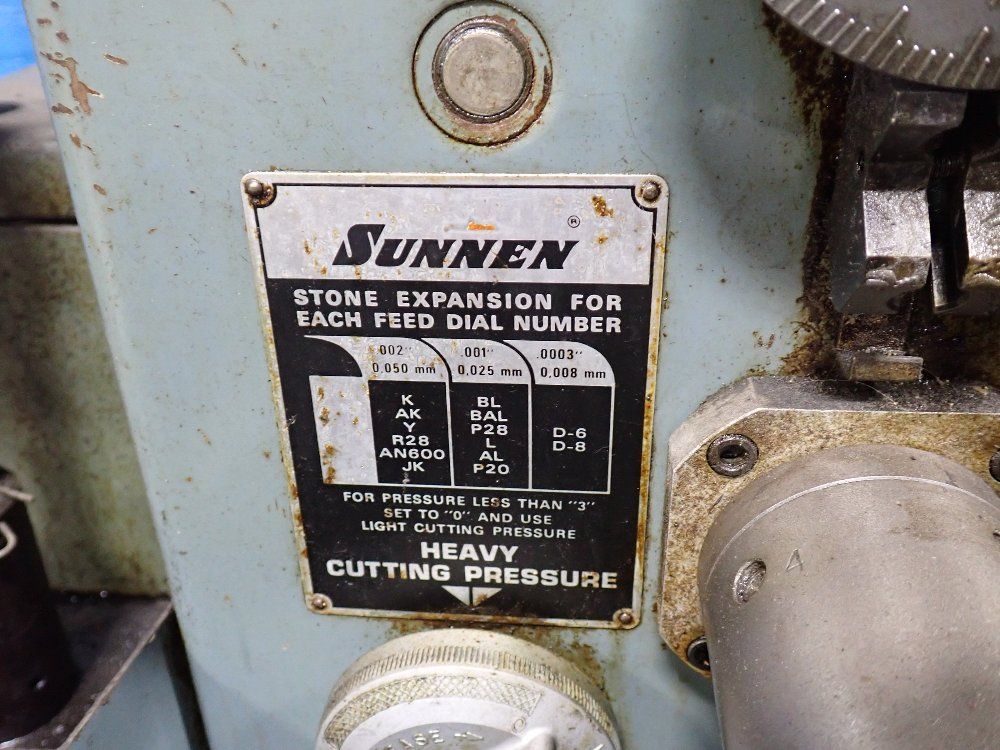 SUNNEN ®
STONE EXPANSION FOR
EACH FEED DIAL NUMBER
.002" .001" .0003"
0,050 mm 0,025 mm 0,008 mm
K
AK
Y
R28
AN600
JK
BL
BAL
P28
L
AL
P20
D-6
D-8
FOR PRESSURE LESS THAN "3"
SET TO "0" AND USE
LIGHT CUTTING PRESSURE
HEAVY
CUTTING PRESSURE
4